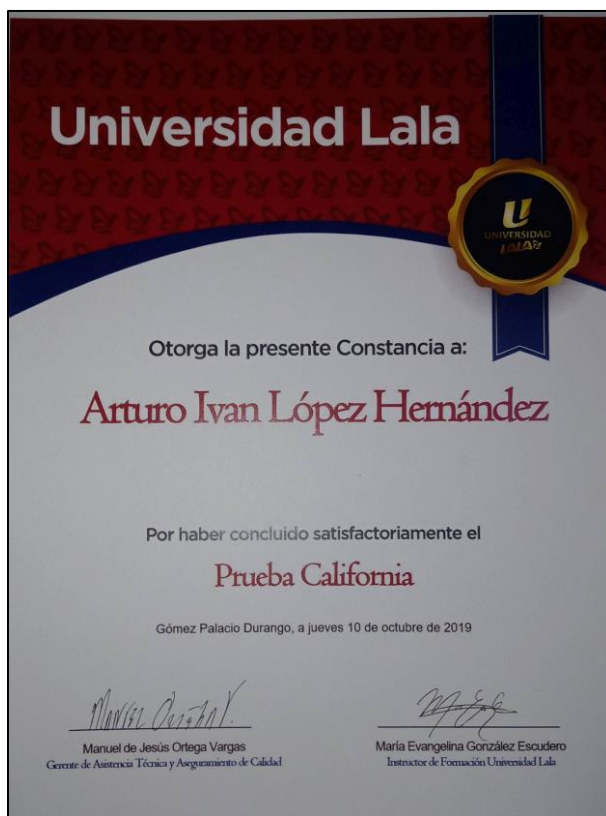 Universidad Lala
U
UNIVERSIDAD
LALA
Otorga la presente Constancia a:
Arturo Ivan López Hernández
Por haber concluido satisfactoriamente el
Prueba California
Gómez Palacio Durango, a jueves 10 de octubre de 2019
Manuel de Jesús Ortega Vargas
Gerente de Asistencia Técnica y Aseguramiento de Calidad
María Evangelina González Escudero
Instructor de Formación Universidad Lala